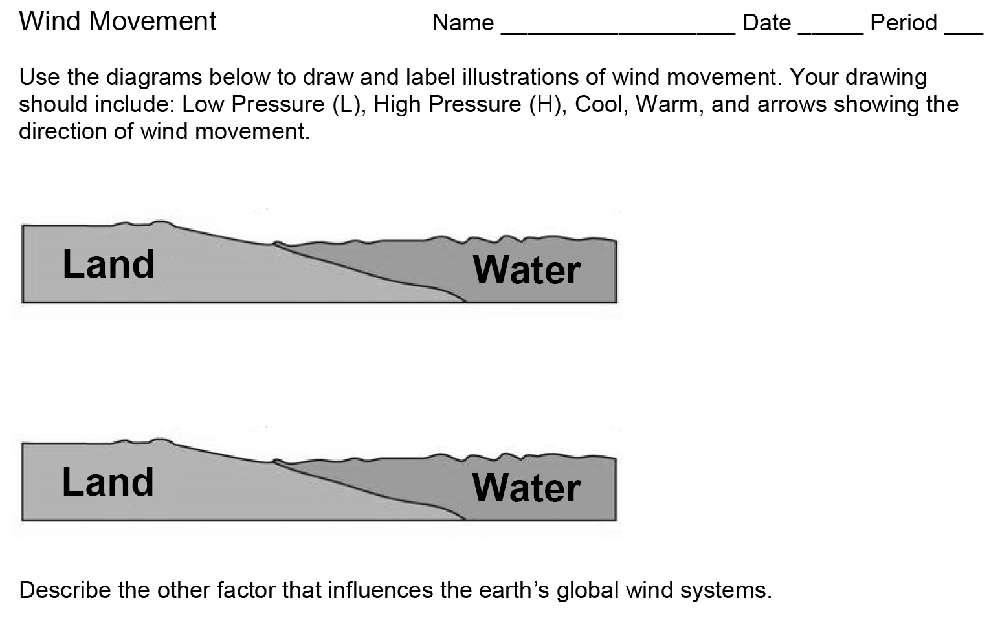 Wind Movement Name __________________ Date _____ Period ___
Use the diagrams below to draw and label illustrations of wind movement. Your drawing
should include: Low Pressure (L), High Pressure (H), Cool, Warm, and arrows showing the
direction of wind movement.
Land Water
Land Water
Describe the other factor that influences the earth’s global wind systems.